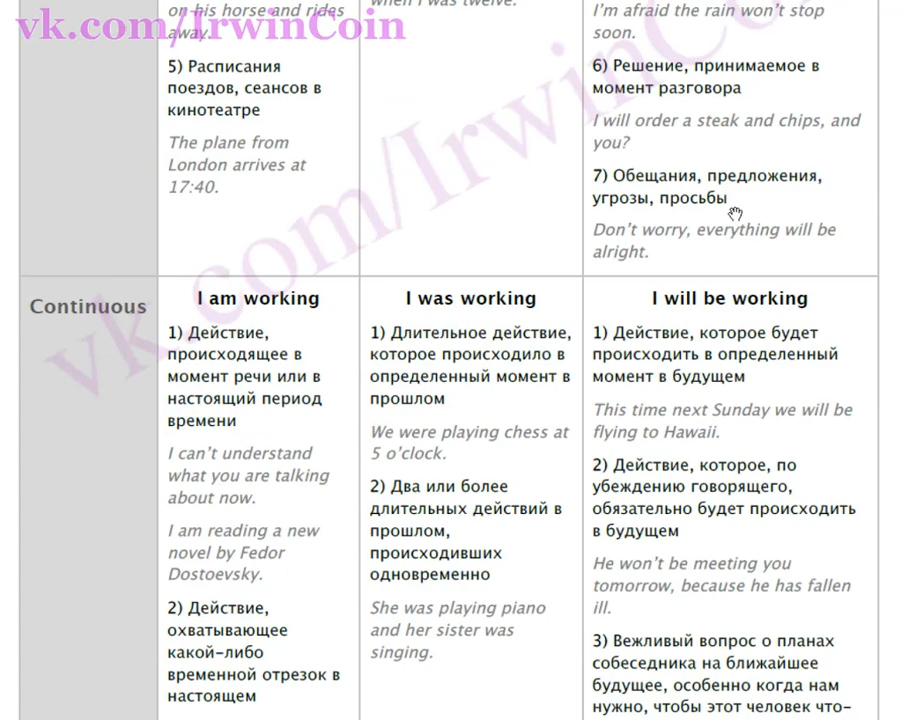 on his horse and rides
away.
5) Расписания
поездов, сеансов в
кинотеатре
The plane from
London arrives at
17:40.
when I was twelve.
I’m afraid the rain won’t stop
soon.
6) Решение, принимаемое в
момент разговора
I will order a steak and chips, and
you?
7) Обещания, предложения,
угрозы, просьбы
Don’t worry, everything will be
alright.
Continuous
I am working
1) Действие,
происходящее в
момент речи или в
настоящий период
времени
I can’t understand
what you are talking
about now.
I am reading a new
novel by Fedor
Dostoevsky.
2) Действие,
охватывающее
какой-либо
временной отрезок в
настоящем
I was working
1) Длительное действие,
которое происходило в
определенный момент в
прошлом
We were playing chess at
5 o’clock.
2) Два или более
длительных действий в
прошлом,
происходивших
одновременно
She was playing piano
and her sister was
singing.
I will be working
1) Действие, которое будет
происходить в определенный
момент в будущем
This time next Sunday we will be
flying to Hawaii.
2) Действие, которое, по
убеждению говорящего,
обязательно будет происходить
в будущем
He won’t be meeting you
tomorrow, because he has fallen
ill.
3) Вежливый вопрос о планах
собеседника на ближайшее
будущее, особенно когда нам
нужно, чтобы этот человек что-
vk.com/IrwinCoin
vk.com/IrwinCoin